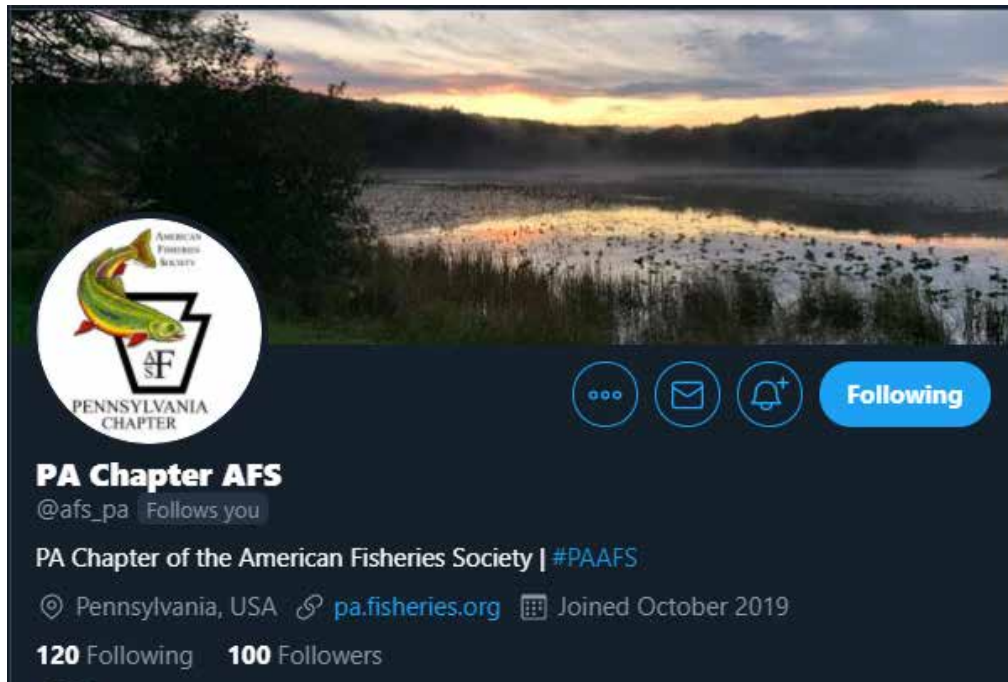 AMERICAN
FISHERIES
SOCIETY
AFS
PENNSYLVANIA
CHAPTER
Following
PA Chapter AFS
@afs_pa Follows you
PA Chapter of the American Fisheries Society | #PAAFS
Pennsylvania, USA pa.fisheries.org Joined October 2019
120 Following 100 Followers